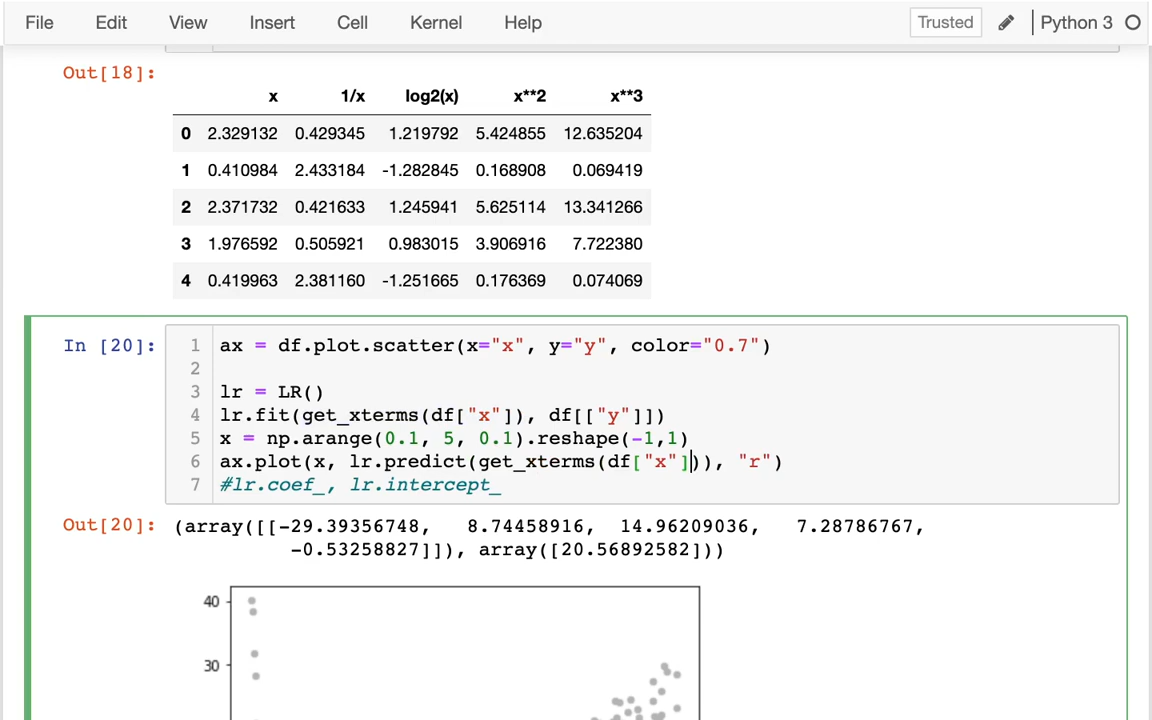 File Edit View Insert Cell Kernel Help Trusted Python 3
Out[18]:
x 1/x log2(x) x**2 x**3
0 2.329132 0.429345 1.219792 5.424855 12.635204
1 0.410984 2.433184 -1.282845 0.168908 0.069419
2 2.371732 0.421633 1.245941 5.625114 13.341266
3 1.976592 0.505921 0.983015 3.906916 7.722380
4 0.419963 2.381160 -1.251665 0.176369 0.074069
In [20]: 1 ax = df.plot.scatter(x="x", y="y", color="0.7")
2
3 lr = LR()
4 lr.fit(get_xterms(df["x"]), df[["y"]])
5 x = np.arange(0.1, 5, 0.1).reshape(-1,1)
6 ax.plot(x, lr.predict(get_xterms(df["x"])), "r")
7 #lr.coef_, lr.intercept_
Out[20]: (array([[-29.39356748, 8.74458916, 14.96209036, 7.28786767,
-0.53258827]]), array([20.56892582]))
40
30